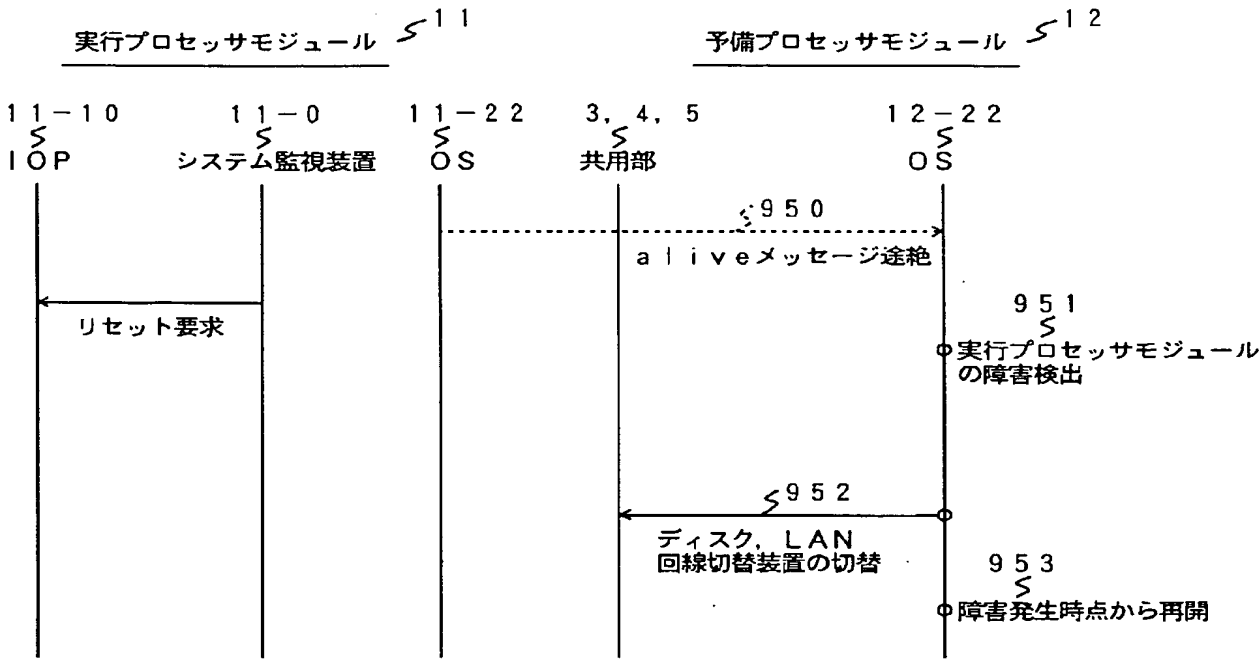 実行プロセッサモジュール 11
予備プロセッサモジュール 12
11-10 11-0 11-22 3, 4, 5 12-22
IOP システム監視装置 OS 共用部 OS
950
aliveメッセージ途絶
リセット要求
951
実行プロセッサモジュール
の障害検出
952
ディスク, LAN
回線切替装置の切替
953
障害発生時点から再開